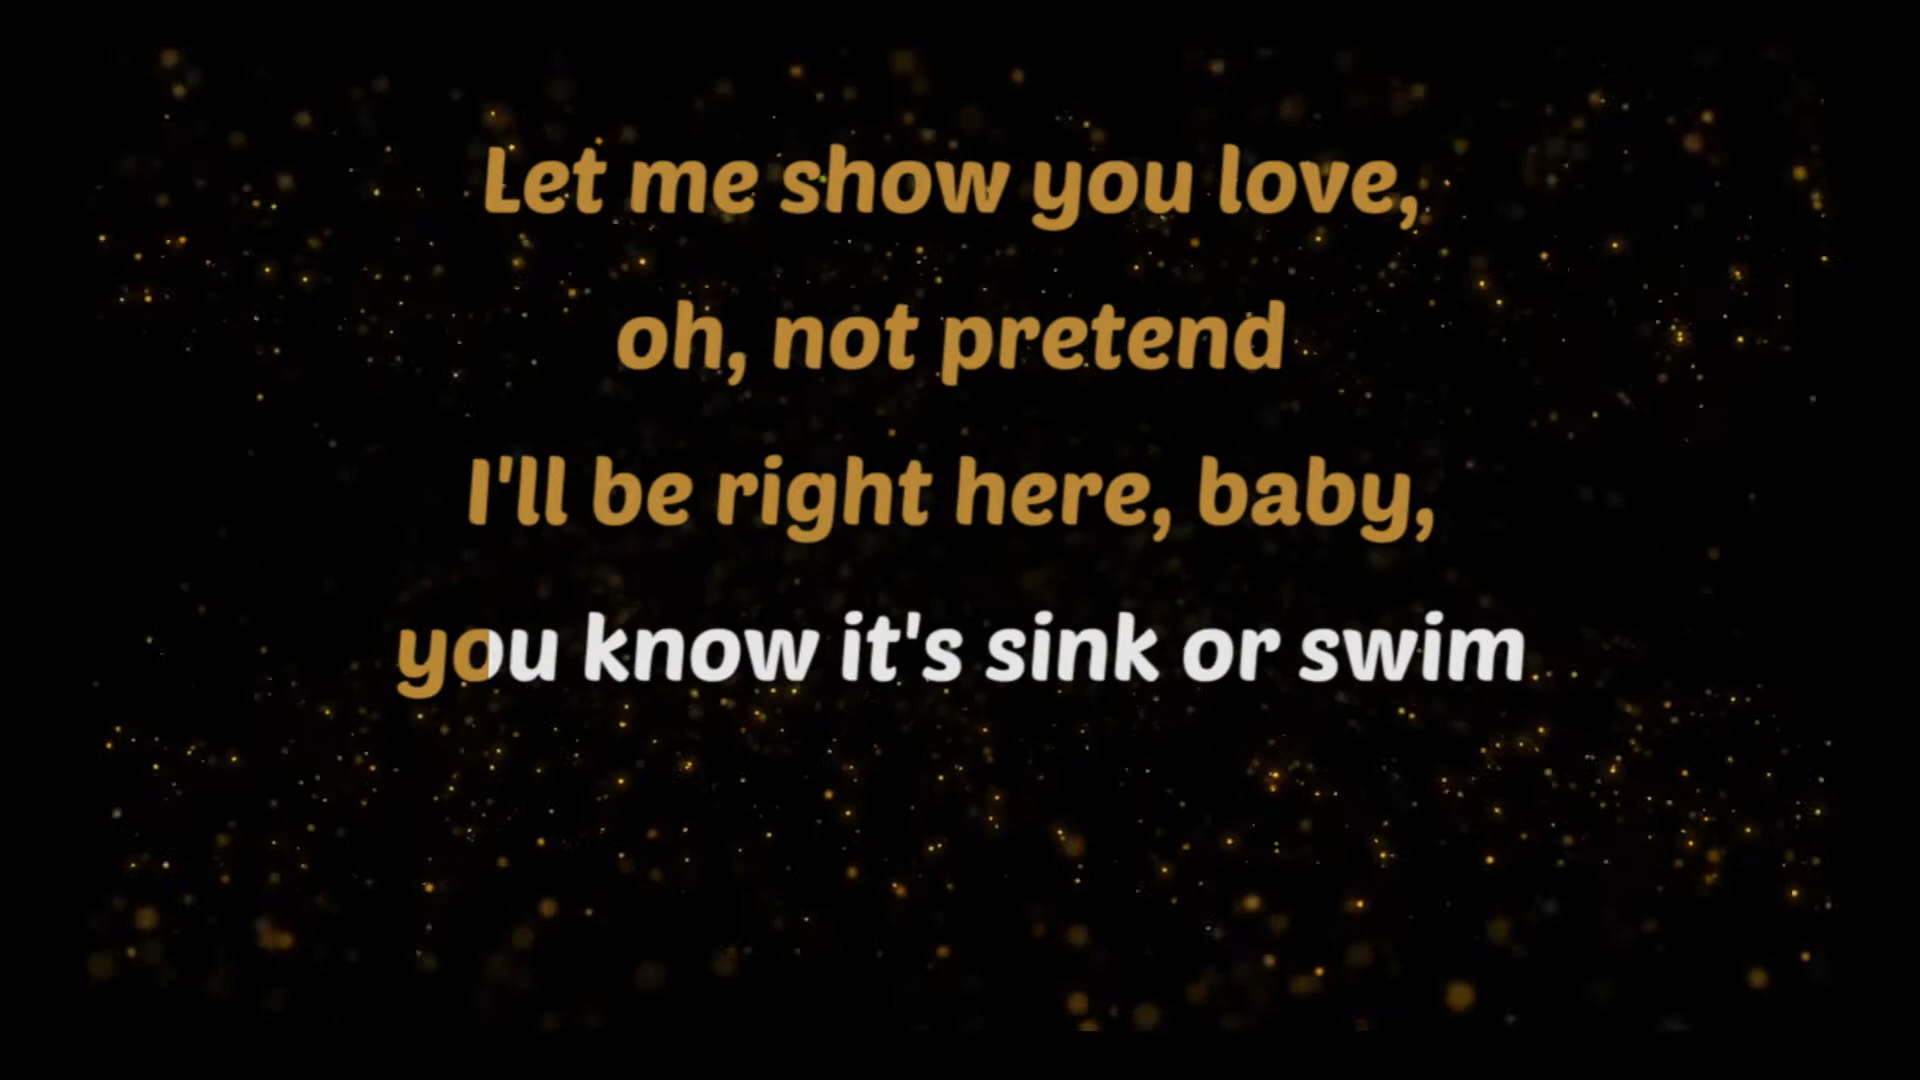 Let me show you love,
oh, not pretend
I'll be right here, baby,
you know it's sink or swim